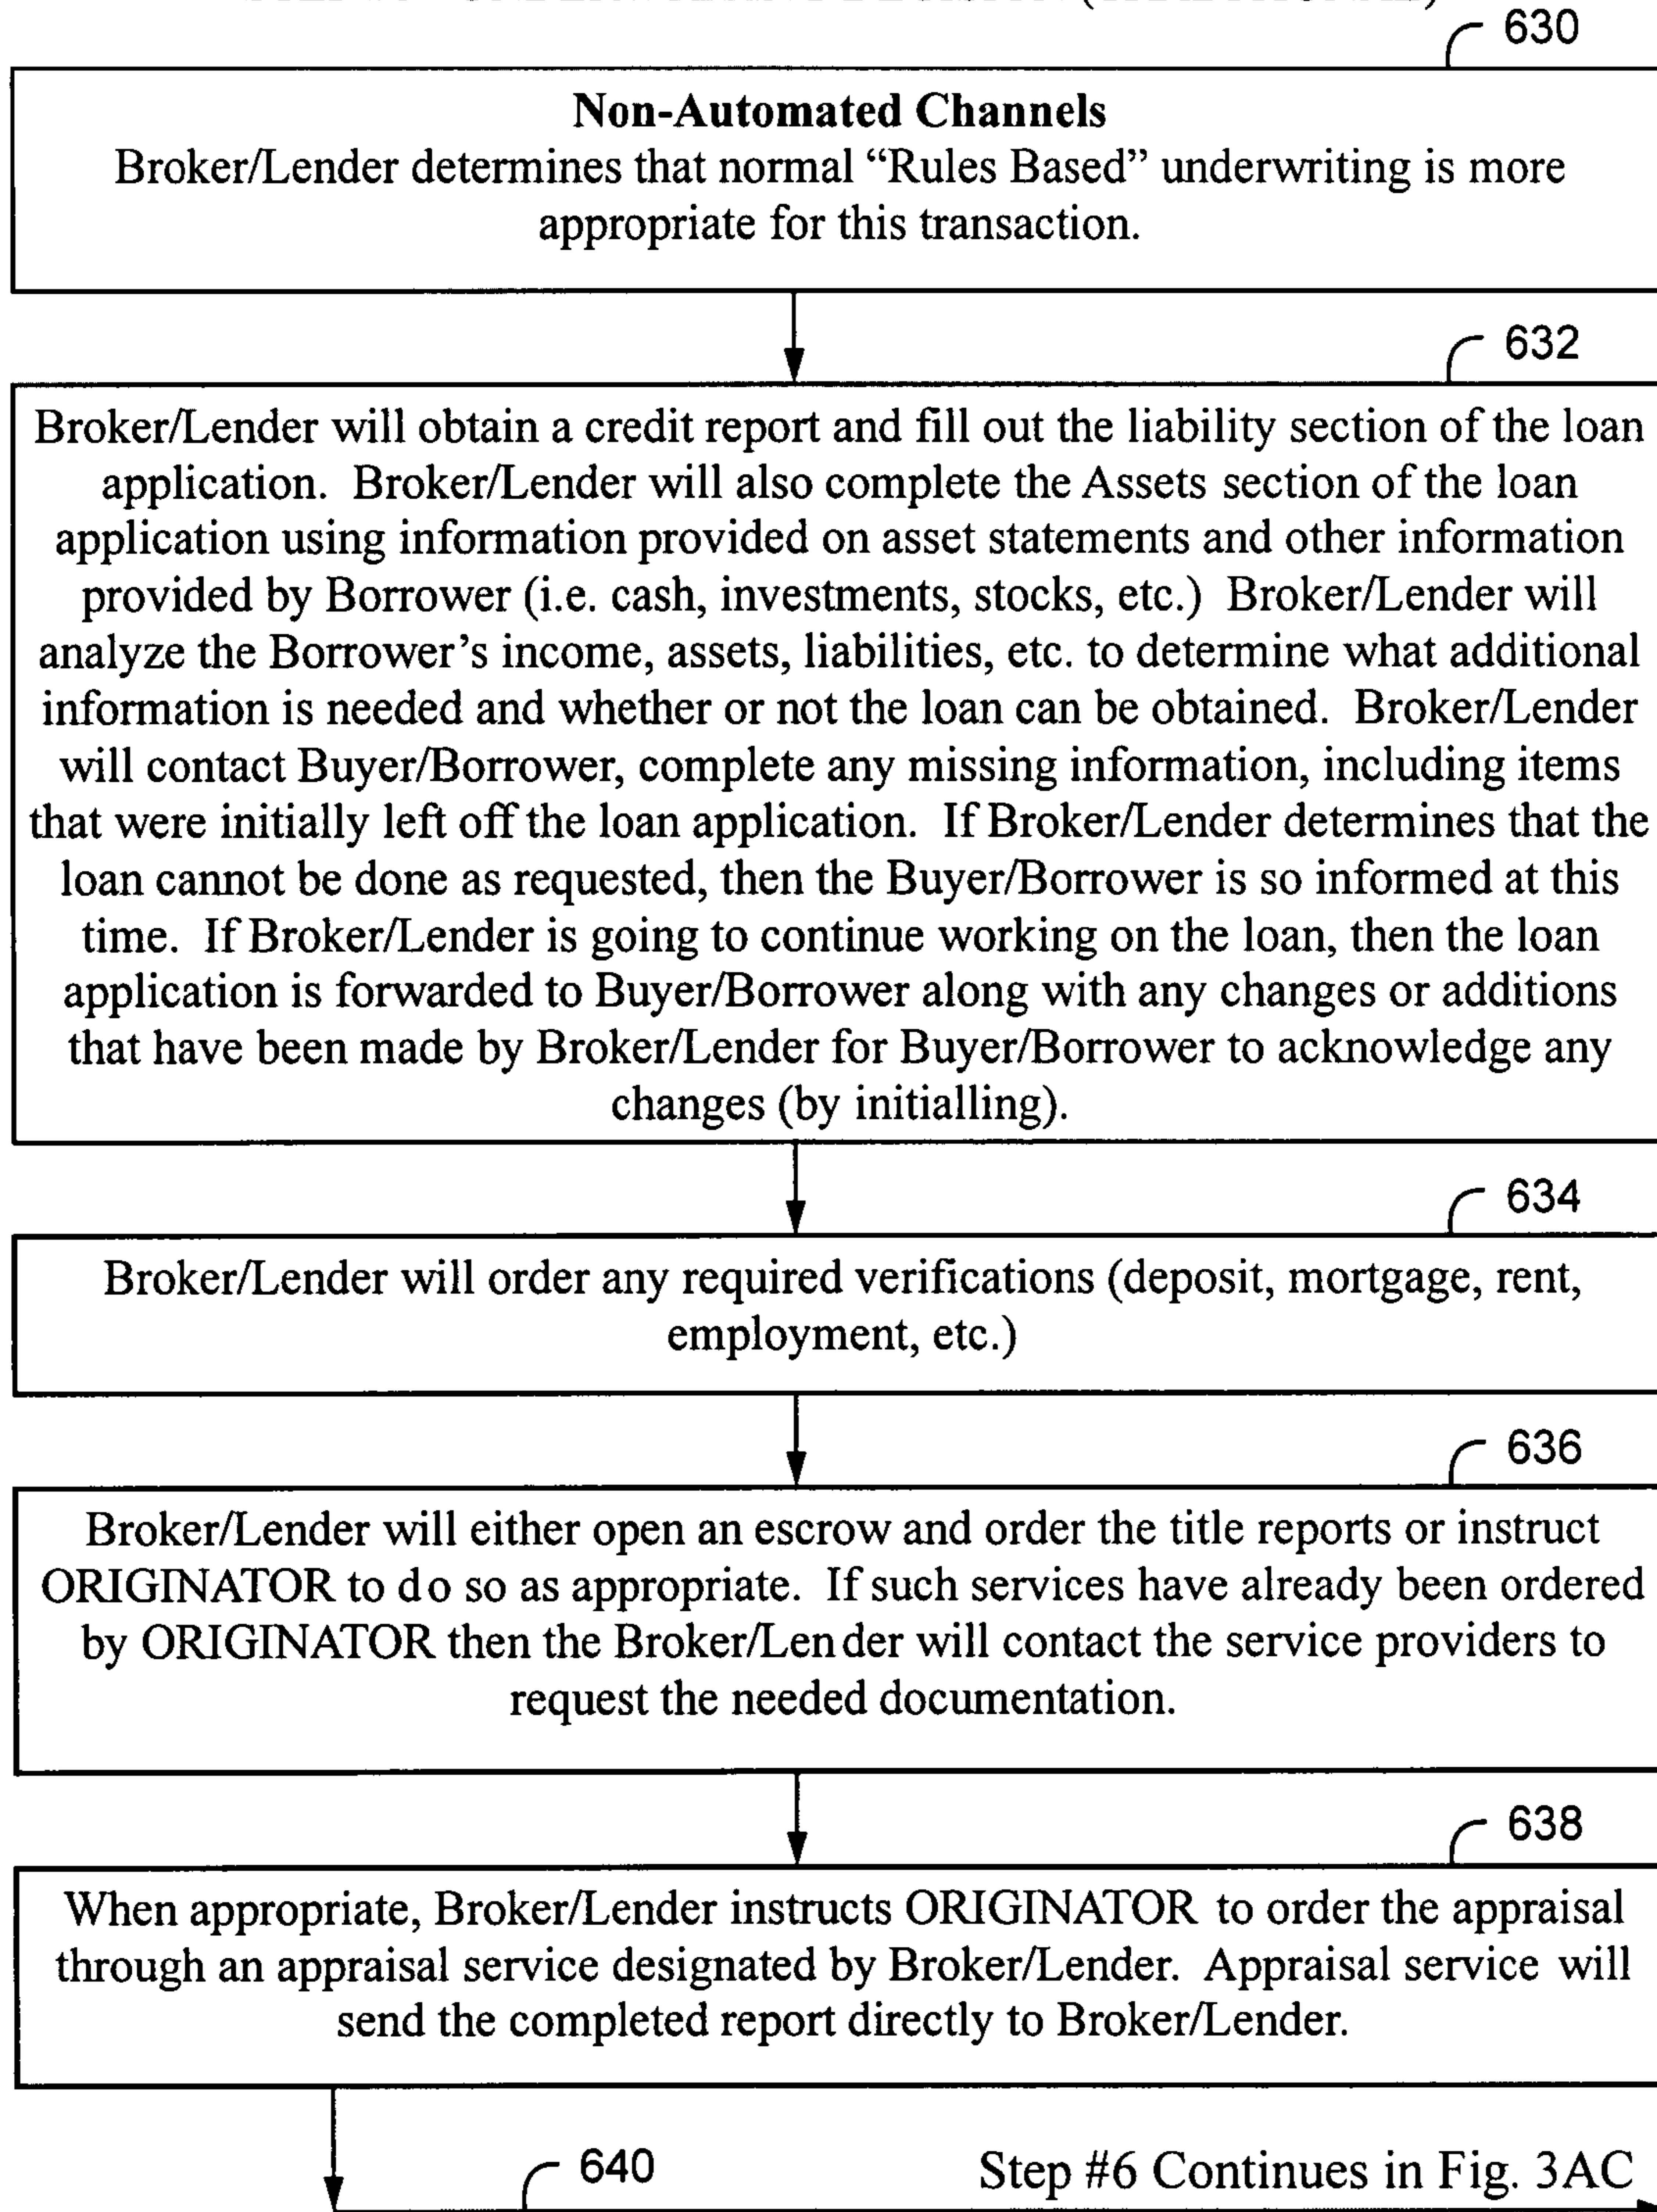 630
Non-Automated Channels
Broker/Lender determines that normal “Rules Based” underwriting is more
appropriate for this transaction.
632
Broker/Lender will obtain a credit report and fill out the liability section of the loan
application. Broker/Lender will also complete the Assets section of the loan
application using information provided on asset statements and other information
provided by Borrower (i.e. cash, investments, stocks, etc.) Broker/Lender will
analyze the Borrower’s income, assets, liabilities, etc. to determine what additional
information is needed and whether or not the loan can be obtained. Broker/Lender
will contact Buyer/Borrower, complete any missing information, including items
that were initially left off the loan application. If Broker/Lender determines that the
loan cannot be done as requested, then the Buyer/Borrower is so informed at this
time. If Broker/Lender is going to continue working on the loan, then the loan
application is forwarded to Buyer/Borrower along with any changes or additions
that have been made by Broker/Lender for Buyer/Borrower to acknowledge any
changes (by initialling).
634
Broker/Lender will order any required verifications (deposit, mortgage, rent,
employment, etc.)
636
Broker/Lender will either open an escrow and order the title reports or instruct
ORIGINATOR to do so as appropriate. If such services have already been ordered
by ORIGINATOR then the Broker/Lender will contact the service providers to
request the needed documentation.
638
When appropriate, Broker/Lender instructs ORIGINATOR to order the appraisal
through an appraisal service designated by Broker/Lender. Appraisal service will
send the completed report directly to Broker/Lender.
640
Step #6 Continues in Fig. 3AC